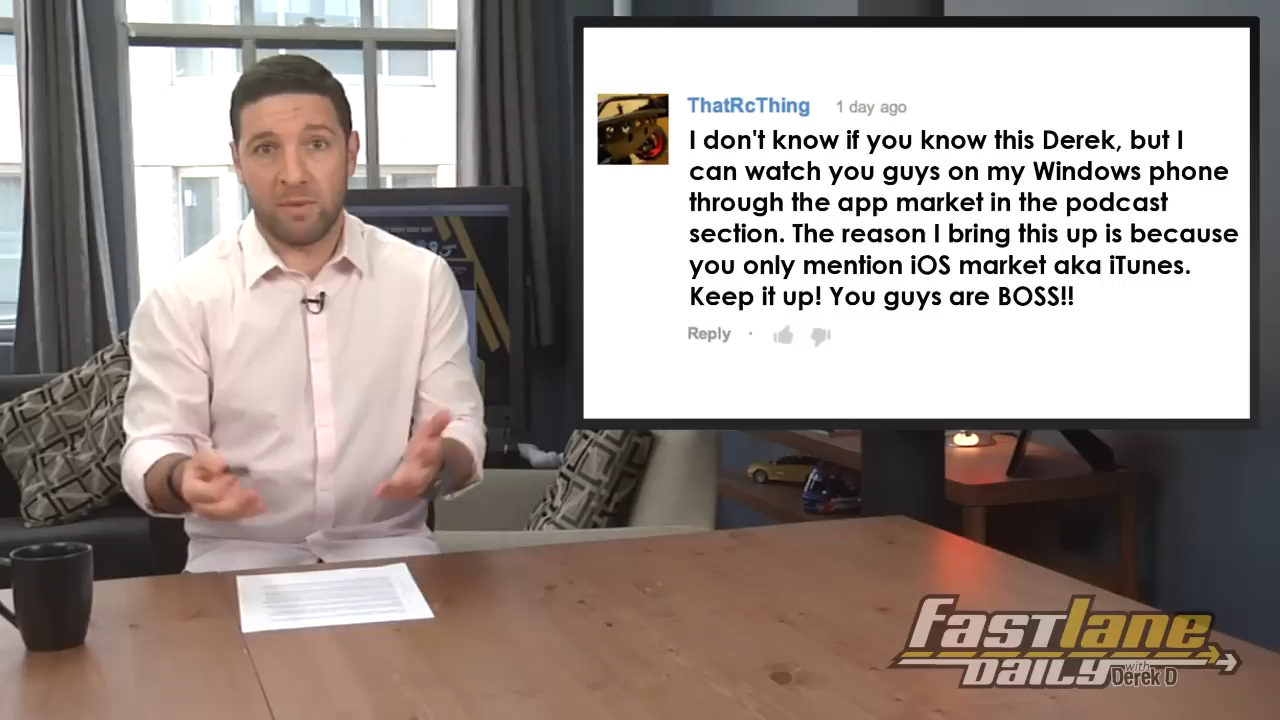 ThatRcThing 1 day ago
I don't know if you know this Derek, but I
can watch you guys on my Windows phone
through the app market in the podcast
section. The reason I bring this up is because
you only mention iOS market aka iTunes.
Keep it up! You guys are BOSS!!
Reply ·
fastlane
DAILY with
Derek D